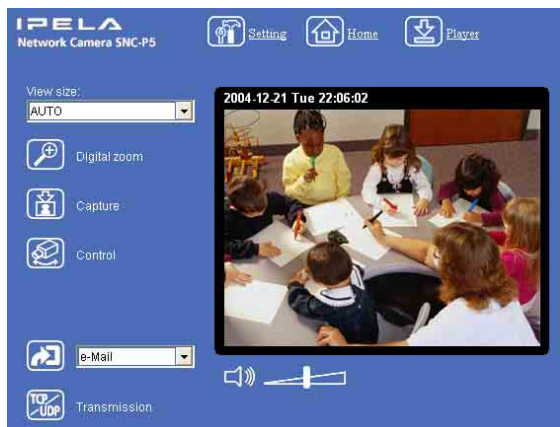 IPELA
Network Camera SNC-P5
Setting
Home
Player
View size:
AUTO
2004-12-21 Tue 22:06:02
Digital zoom
Capture
Control
e-Mail
TCP/UDP
Transmission